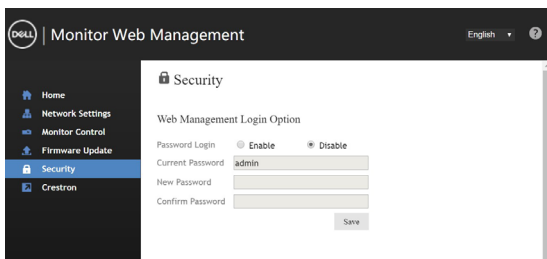 DELL | Monitor Web Management
English
?
Home
Network Settings
Monitor Control
Firmware Update
Security
Crestron
Security
Web Management Login Option
Password Login Enable Disable
Current Password admin
New Password
Confirm Password
Save